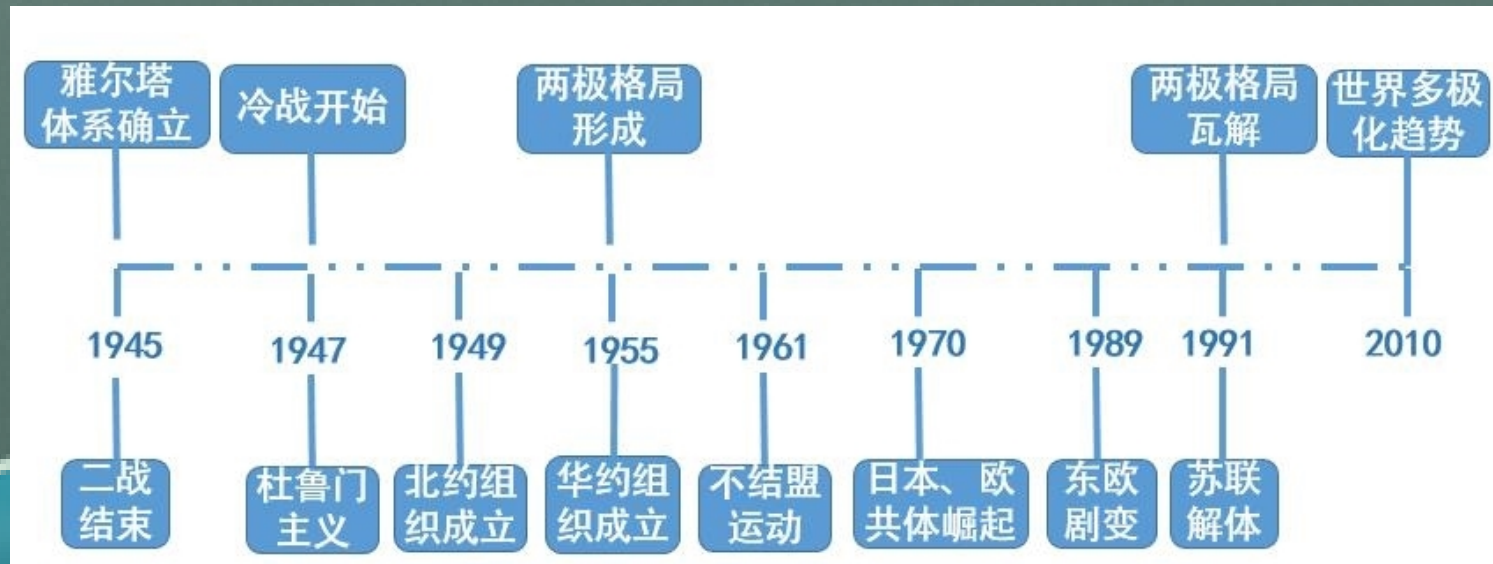 雅尔塔
体系确立
冷战开始
两极格局
形成
两极格局
瓦解
世界多极
化趋势
1945
1947
1949
1955
1961
1970
1989
1991
2010
二战
结束
杜鲁门
主义
北约组
织成立
华约组
织成立
不结盟
运动
日本、欧
共体崛起
东欧
剧变
苏联
解体